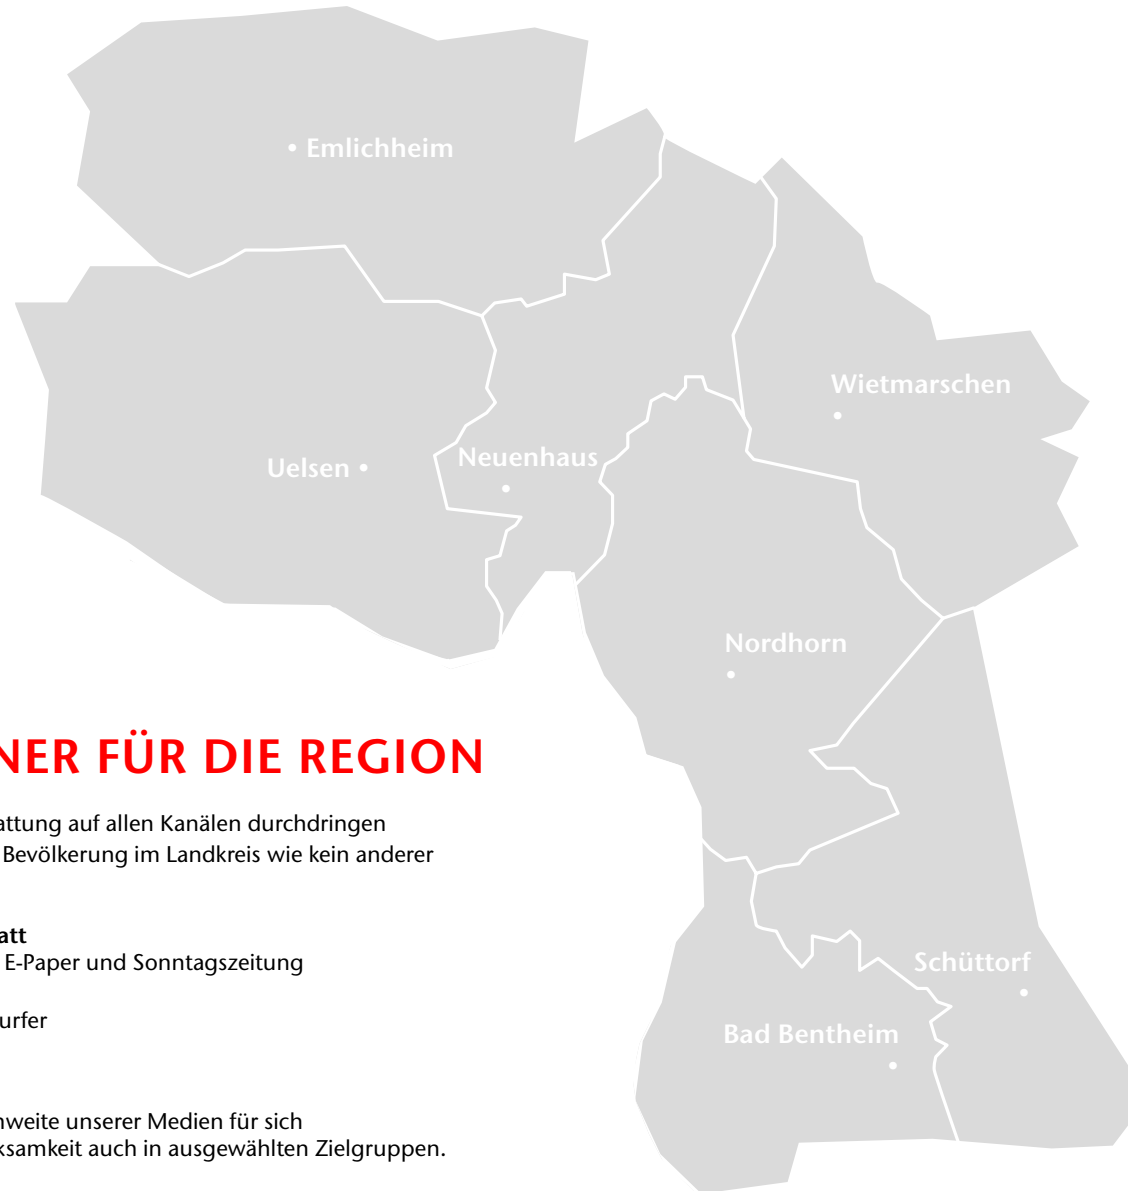 Emlichheim
Wietmarschen
Neuenhaus
Uelsen
Nordhorn
NER FÜR DIE REGION
attung auf allen Kanälen durchdringen
Bevölkerung im Landkreis wie kein anderer
att
E-Paper und Sonntagszeitung
urfer
Schüttorf
Bad Bentheim
nweite unserer Medien für sich
ksamkeit auch in ausgewählten Zielgruppen.